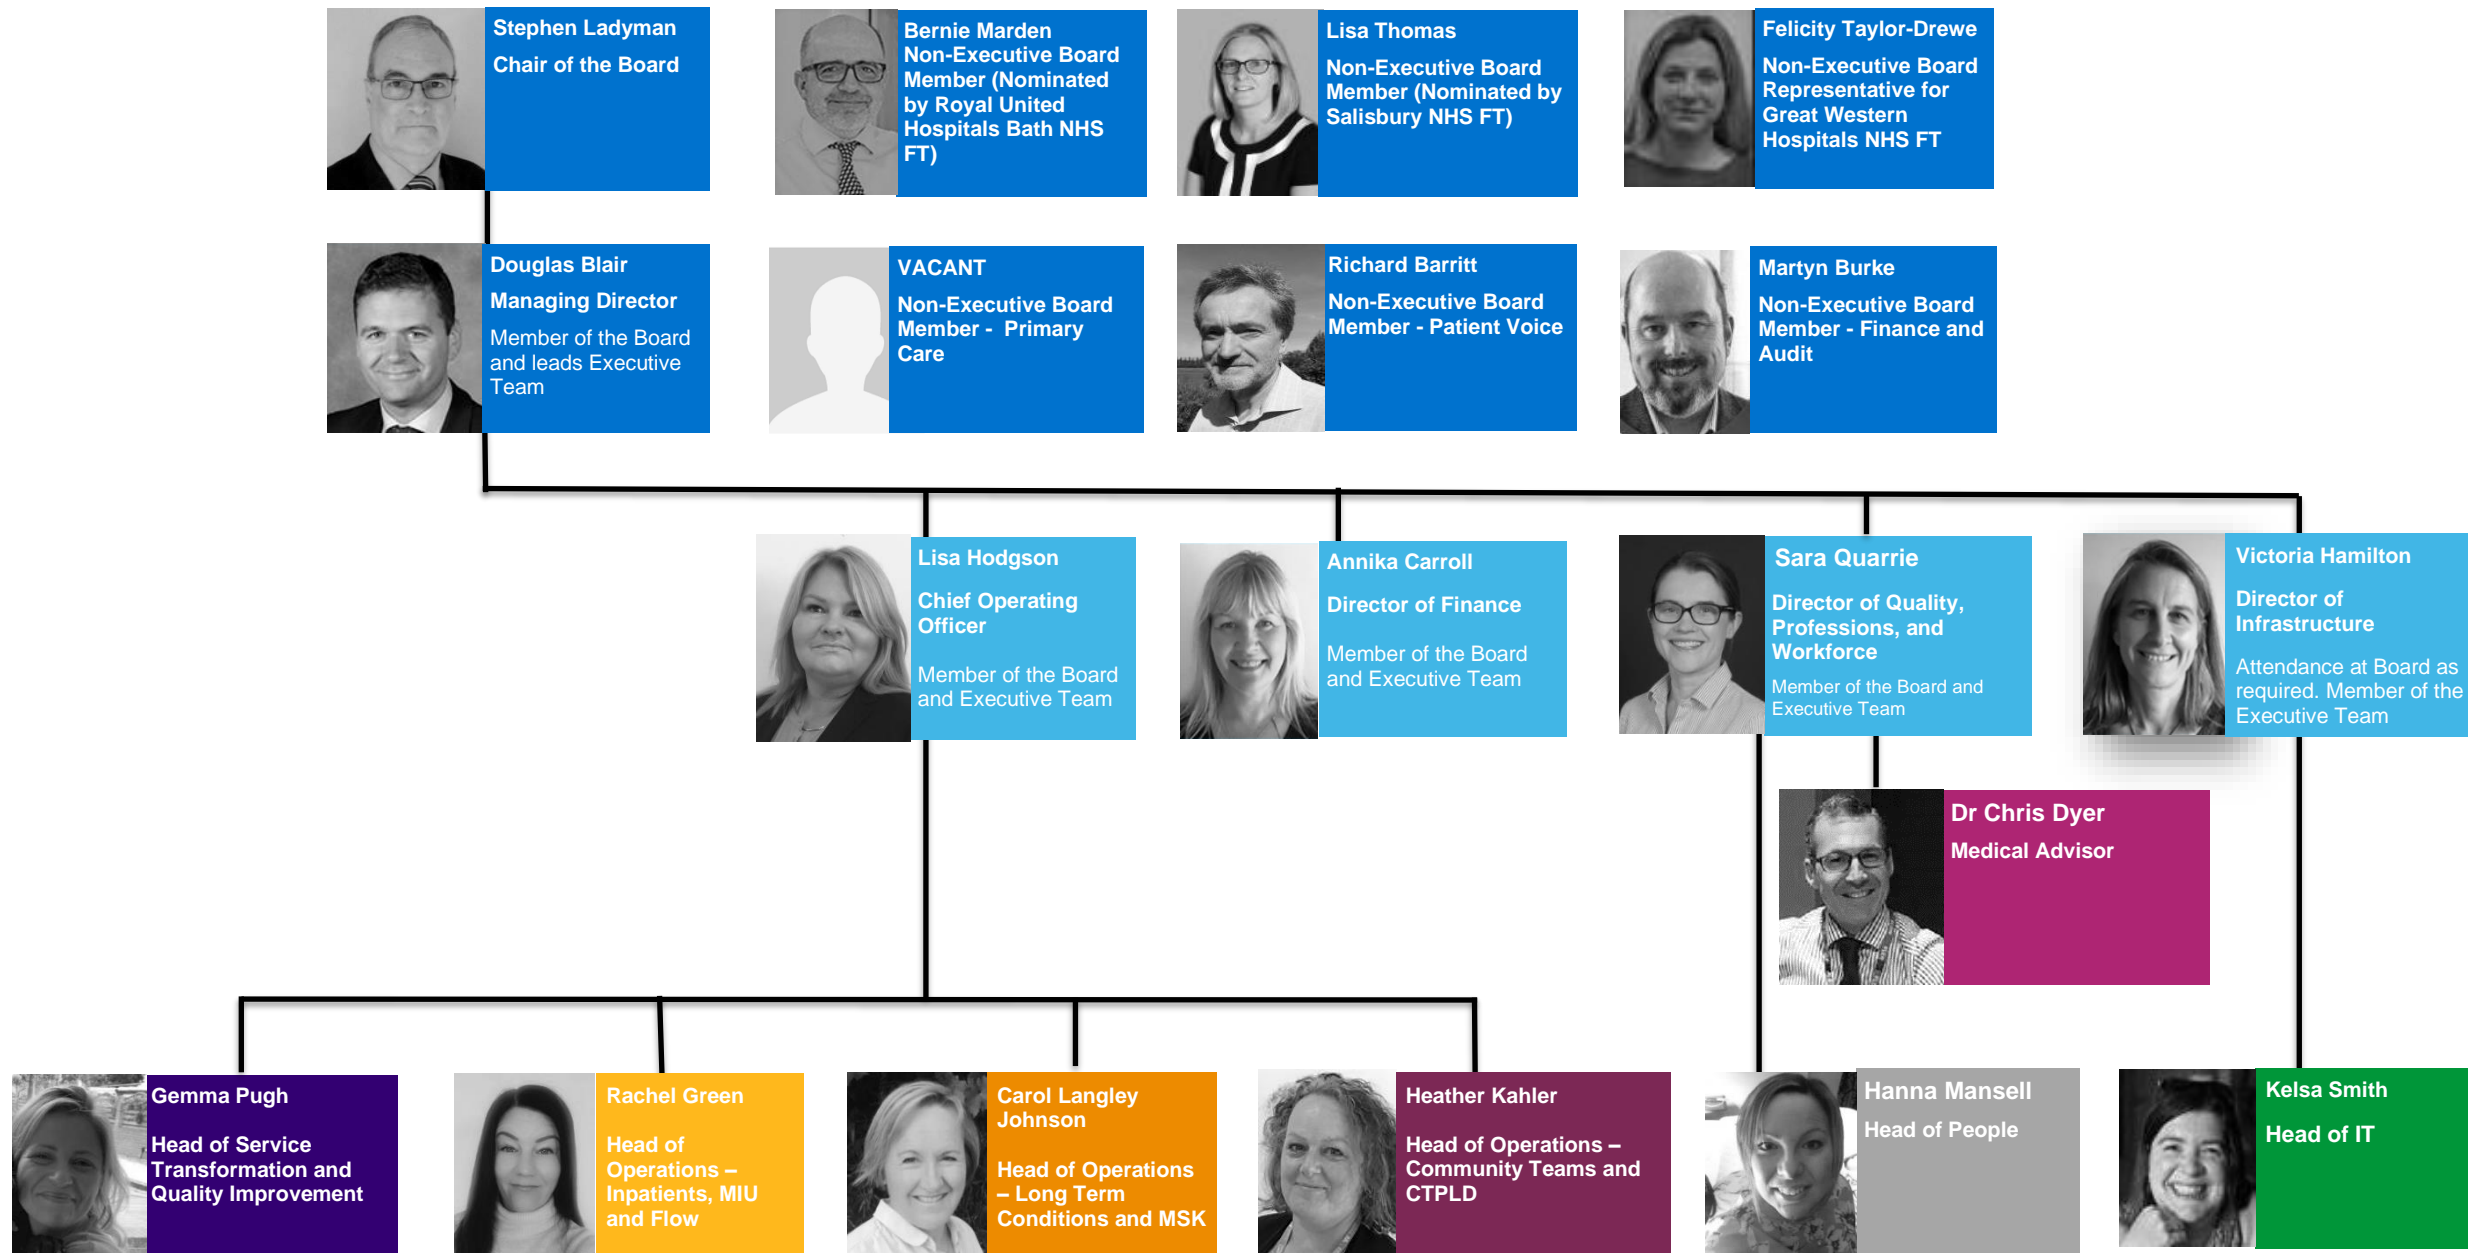 Stephen Ladyman
Chair of the Board
Bernie Marden
Non-Executive Board
Member (Nominated
by Royal United
Hospitals Bath NHS
FT)
Lisa Thomas
Non-Executive Board
Member (Nominated by
Salisbury NHS FT)
Felicity Taylor-Drewe
Non-Executive Board
Representative for
Great Western
Hospitals NHS FT
Douglas Blair
Managing Director
Member of the Board
and leads Executive
Team
VACANT
Non-Executive Board
Member - Primary
Care
Richard Barritt
Non-Executive Board
Member - Patient Voice
Martyn Burke
Non-Executive Board
Member - Finance and
Audit
Lisa Hodgson
Chief Operating
Officer
Member of the Board
and Executive Team
Annika Carroll
Director of Finance
Member of the Board
and Executive Team
Sara Quarrie
Director of Quality,
Professions, and
Workforce
Member of the Board and
Executive Team
Victoria Hamilton
Director of
Infrastructure
Attendance at Board as
required. Member of the
Executive Team
Dr Chris Dyer
Medical Advisor
Gemma Pugh
Head of Service
Transformation and
Quality Improvement
Rachel Green
Head of
Operations –
Inpatients, MIU
and Flow
Carol Langley
Johnson
Head of Operations
– Long Term
Conditions and MSK
Heather Kahler
Head of Operations –
Community Teams and
CTPLD
Hanna Mansell
Head of People
Kelsa Smith
Head of IT